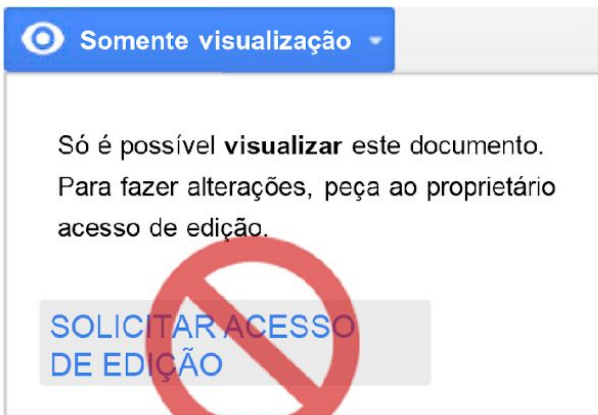 Somente visualização
Só é possível visualizar este documento.
Para fazer alterações, peça ao proprietário
acesso de edição.
SOLICITAR ACESSO
DE EDIÇÃO